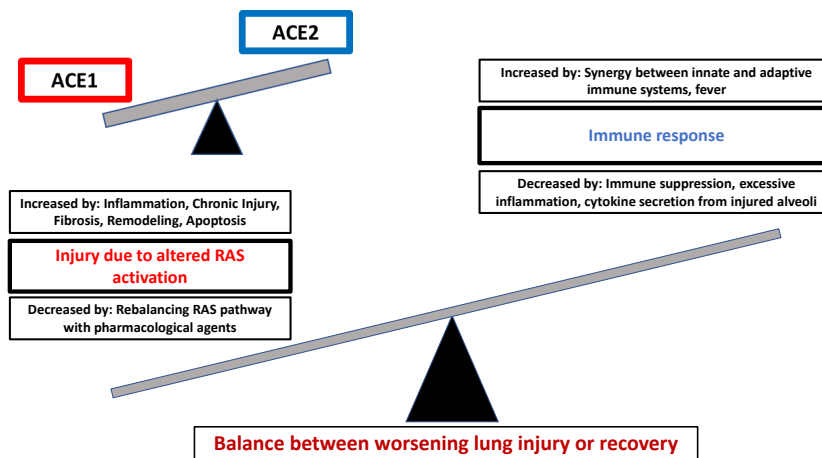 ACE2
ACE1
Increased by: Synergy between innate and adaptive
immune systems, fever
Immune response
Decreased by: Immune suppression, excessive
inflammation, cytokine secretion from injured alveoli
Increased by: Inflammation, Chronic Injury,
Fibrosis, Remodeling, Apoptosis
Injury due to altered RAS
activation
Decreased by: Rebalancing RAS pathway
with pharmacological agents
Balance between worsening lung injury or recovery